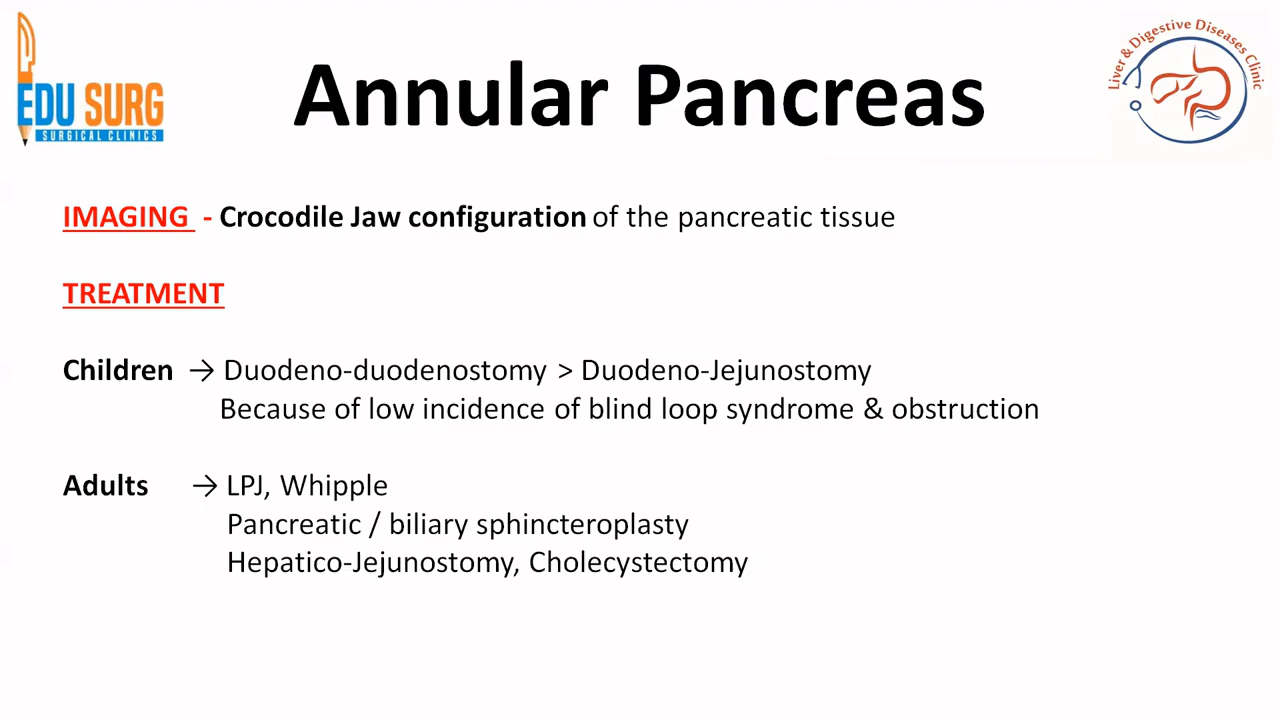 EDU SURG
SURGICAL CLINICS
Annular Pancreas
Liver & Digestive Diseases Clinic
IMAGING - Crocodile Jaw configuration of the pancreatic tissue
TREATMENT
Children → Duodeno-duodenostomy > Duodeno-Jejunostomy
Because of low incidence of blind loop syndrome & obstruction
Adults → LPJ, Whipple
Pancreatic / biliary sphincteroplasty
Hepatico-Jejunostomy, Cholecystectomy